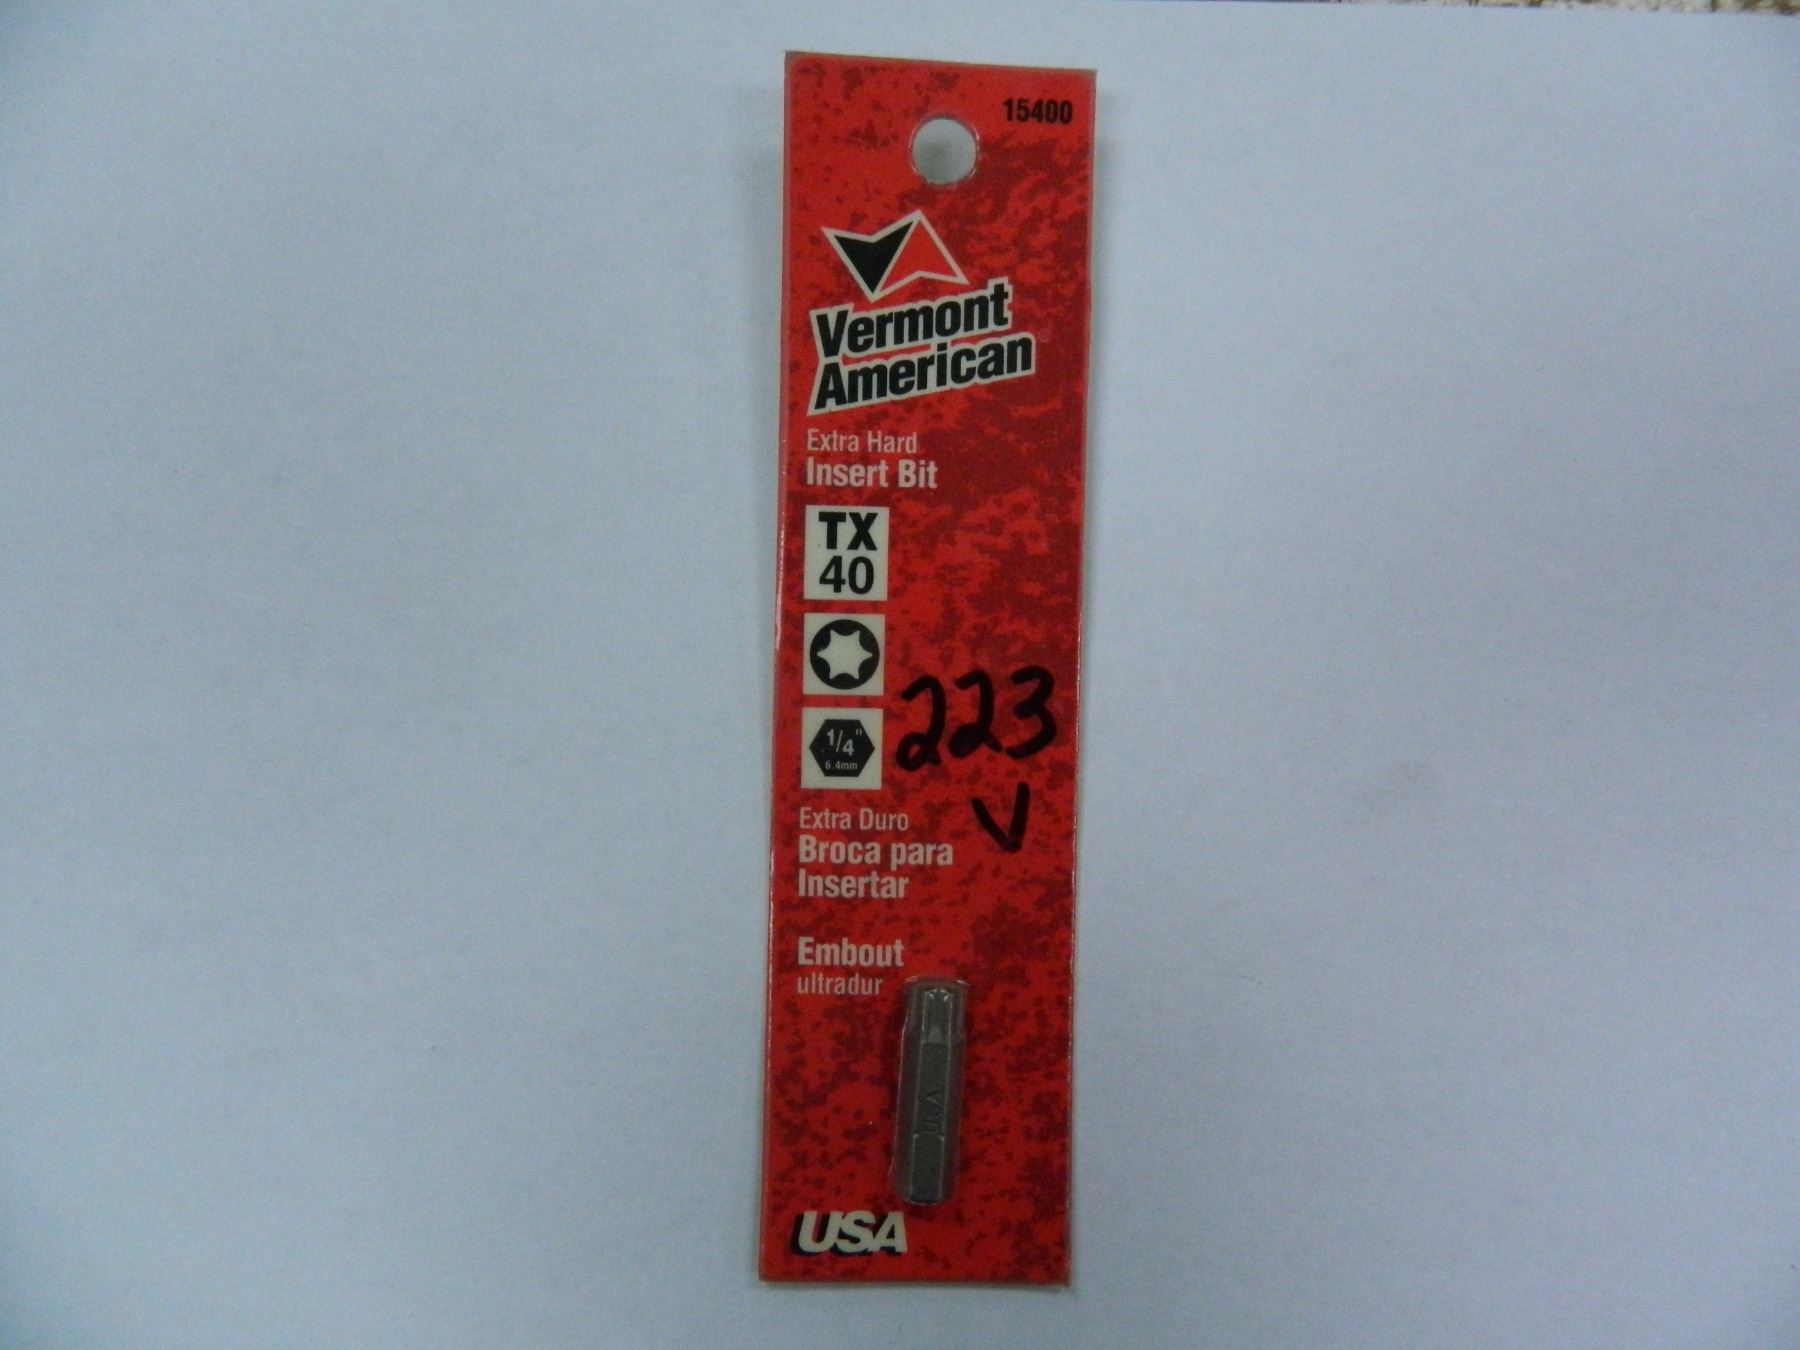 15400
Vermont
American
Extra Hard
Insert Bit
TX
40
1/4"
6.4mm
223
V
Extra Duro
Broca para
Insertar
Embout
ultradur
USA